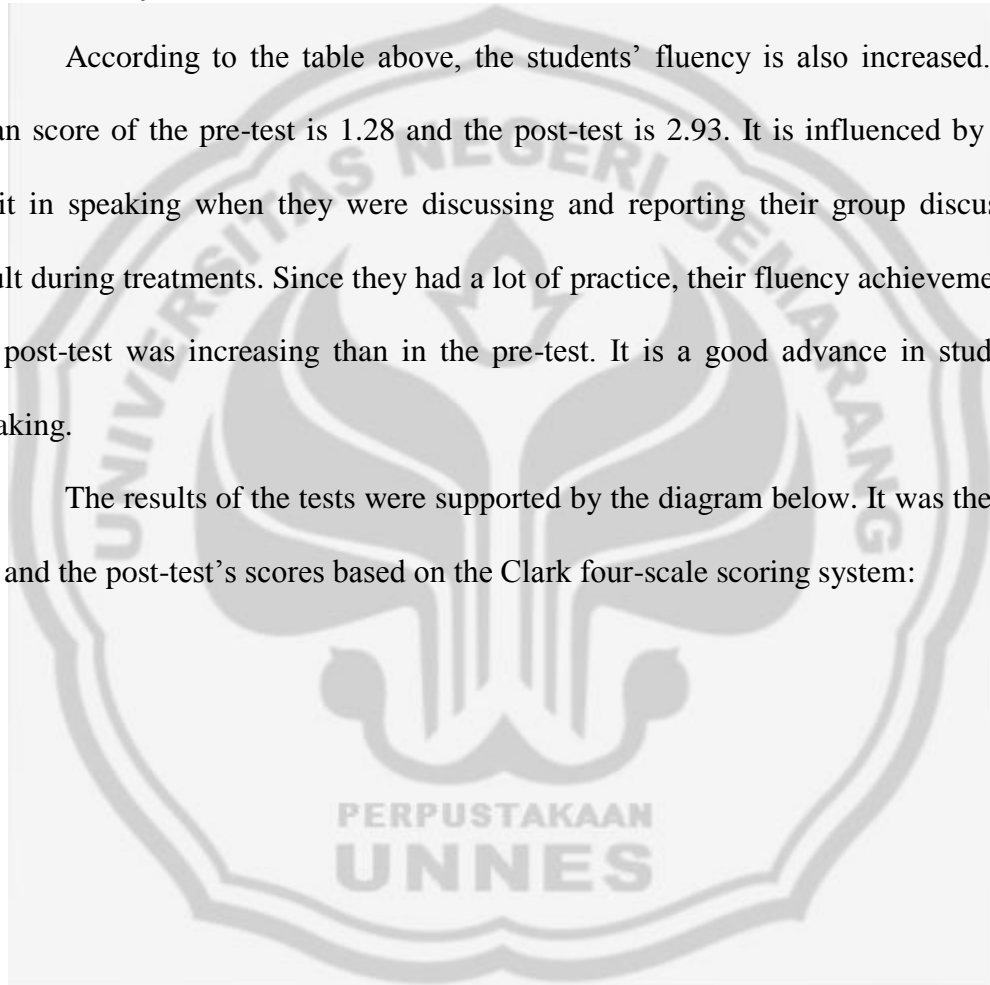 According to the table above, the students’ fluency is also increased.
an score of the pre-test is 1.28 and the post-test is 2.93. It is influenced by
it in speaking when they were discussing and reporting their group discus
ult during treatments. Since they had a lot of practice, their fluency achieveme
post-test was increasing than in the pre-test. It is a good advance in stud
aking.
The results of the tests were supported by the diagram below. It was the
and the post-test’s scores based on the Clark four-scale scoring system:
UNIVERSITAS NEGERI SEMARANG
PERPUSTAKAAN
UNNES